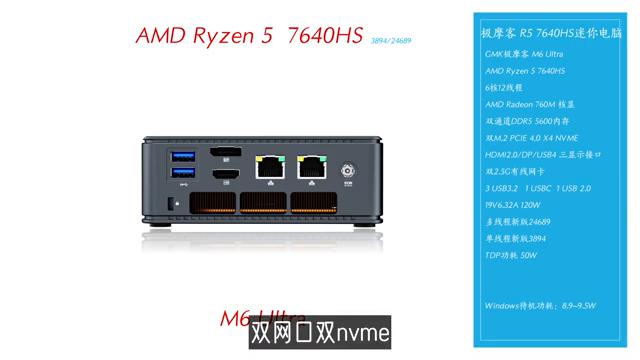 AMD Ryzen 5 7640HS 3894/24689
极摩客 R5 7640HS迷你电脑
GMK极摩客 M6 Ultra
AMD Ryzen 5 7640HS
6核12线程
AMD Radeon 760M 核显
双通道DDR5 5600内存
双M.2 PCIE 4.0 X4 NVME
HDMI2.0/DP/USB4 三显示接口
双2.5G有线网卡
3 USB3.2 1 USBC 1 USB 2.0
19V6.32A 120W
多线程新版24689
单线程新版3894
TDP功耗 50W
Windows待机功耗：8.9~9.5W
M6 Ultra
双网口双nvme